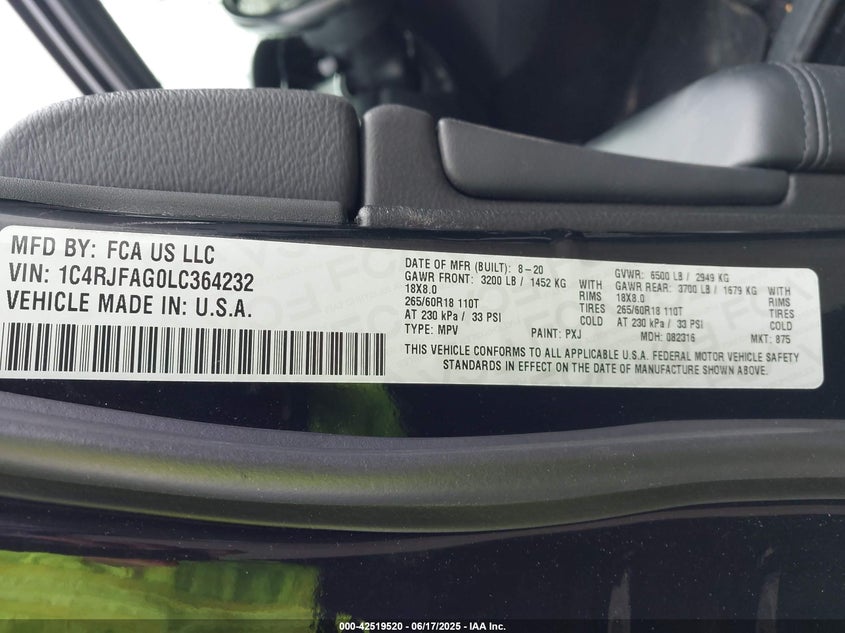 MFD BY: FCA US LLC
VIN: 1C4RJFAG0LC364232
VEHICLE MADE IN: U.S.A.
DATE OF MFR (BUILT): 8-20 GVWR: 6500 LB / 2949 KG
GAWR FRONT: 3200 LB / 1452 KG WITH GAWR REAR: 3700 LB / 1679 KG WITH
18X8.0 RIMS 18X8.0 RIMS
265/60R18 110T TIRES 265/60R18 110T TIRES
AT 230 kPa / 33 PSI COLD AT 230 kPa / 33 PSI COLD
TYPE: MPV PAINT: PXJ MDH: 082316 MKT: 875
THIS VEHICLE CONFORMS TO ALL APPLICABLE U.S.A. FEDERAL MOTOR VEHICLE SAFETY
STANDARDS IN EFFECT ON THE DATE OF MANUFACTURE SHOWN ABOVE.
000-42519520 06/17/2025 IAA Inc.